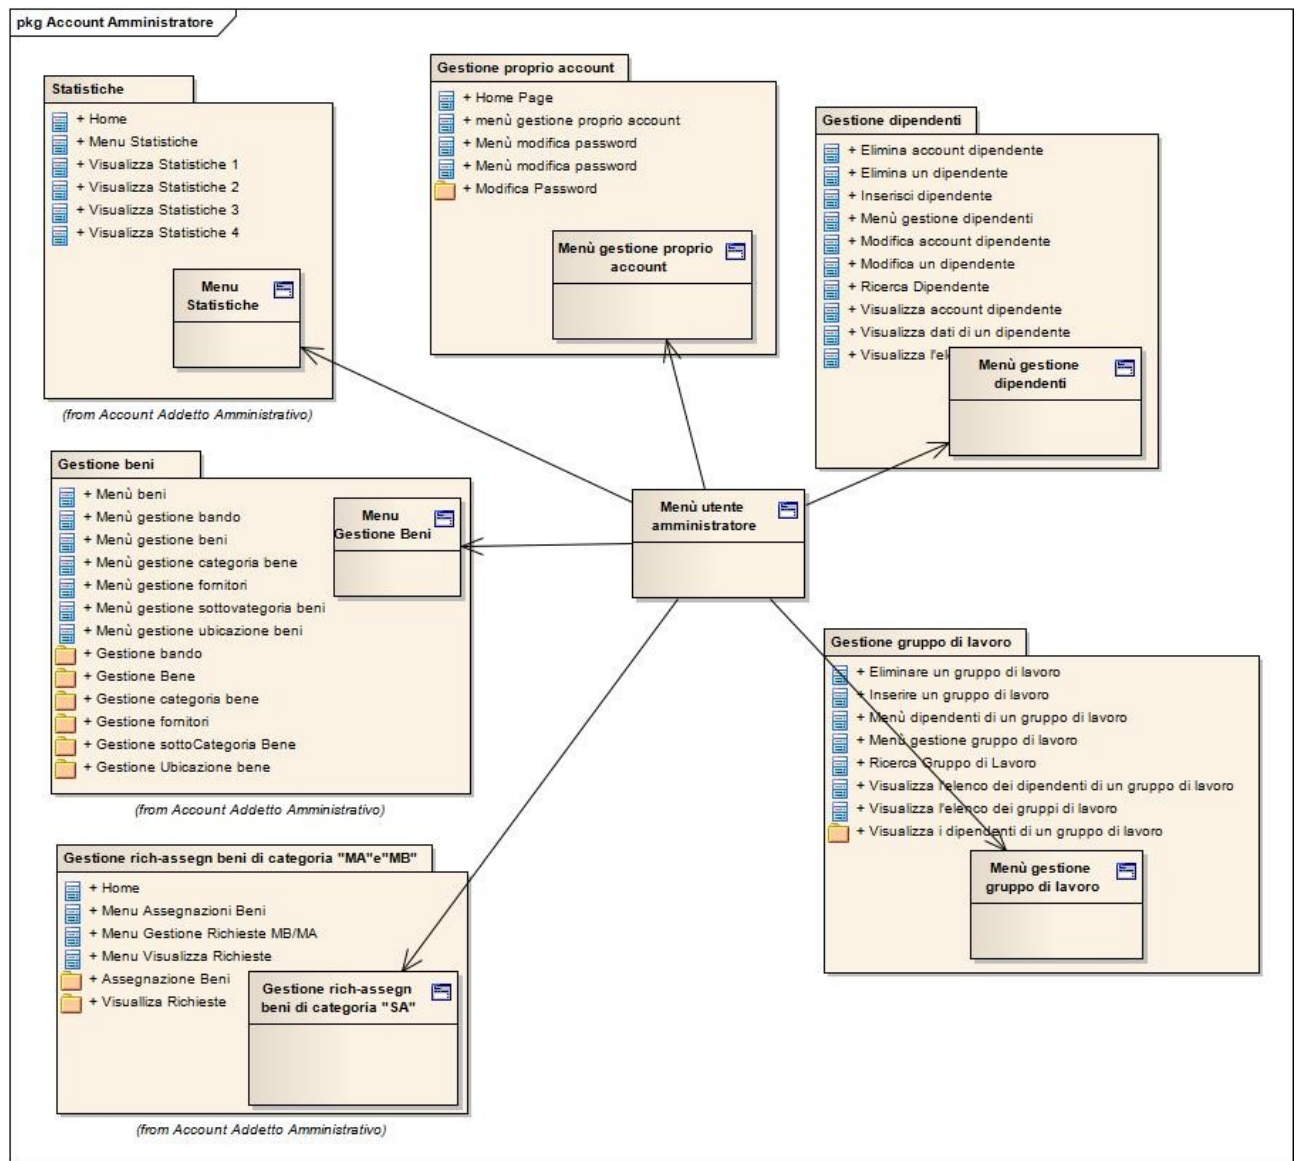 pkg Account Amministratore
Statistiche
+ Home
+ Menu Statistiche
+ Visualizza Statistiche 1
+ Visualizza Statistiche 2
+ Visualizza Statistiche 3
+ Visualizza Statistiche 4
Menu
Statistiche
(from Account Addetto Amministrativo)
Gestione proprio account
+ Home Page
+ menù gestione proprio account
+ Menù modifica password
+ Menù modifica password
+ Modifica Password
Menù gestione proprio
account
Gestione dipendenti
+ Elimina account dipendente
+ Elimina un dipendente
+ Inserisci dipendente
+ Menù gestione dipendenti
+ Modifica account dipendente
+ Modifica un dipendente
+ Ricerca Dipendente
+ Visualizza account dipendente
+ Visualizza dati di un dipendente
+ Visualizza
Menù gestione
dipendenti
Gestione beni
+ Menù beni
+ Menù gestione bando
+ Menù gestione beni
+ Menù gestione categoria bene
+ Menù gestione fornitori
+ Menù gestione sottovategoria beni
+ Menù gestione ubicazione beni
+ Gestione bando
+ Gestione Bene
+ Gestione categoria bene
+ Gestione fornitori
+ Gestione sottoCategoria Bene
+ Gestione Ubicazione bene
Menu
Gestione Beni
(from Account Addetto Amministrativo)
Menù utente
amministratore
Gestione gruppo di lavoro
+ Eliminare un gruppo di lavoro
+ Inserire un gruppo di lavoro
+ Menù dipendenti di un gruppo di lavoro
+ Menù gestione gruppo di lavoro
+ Ricerca Gruppo di Lavoro
+ Visualizza l'elenco dei dipendenti di un gruppo di lavoro
+ Visualizza l'elenco dei gruppi di lavoro
+ Visualizza i dipendenti di un gruppo di lavoro
Menù gestione
gruppo di lavoro
Gestione rich-assegn beni di categoria "MA"e"MB"
+ Home
+ Menu Assegnazioni Beni
+ Menu Gestione Richieste MB/MA
+ Menu Visualizza Richieste
+ Assegnazione Beni
+ Visualliza Richieste
Gestione rich-assegn
beni di categoria "SA"
(from Account Addetto Amministrativo)